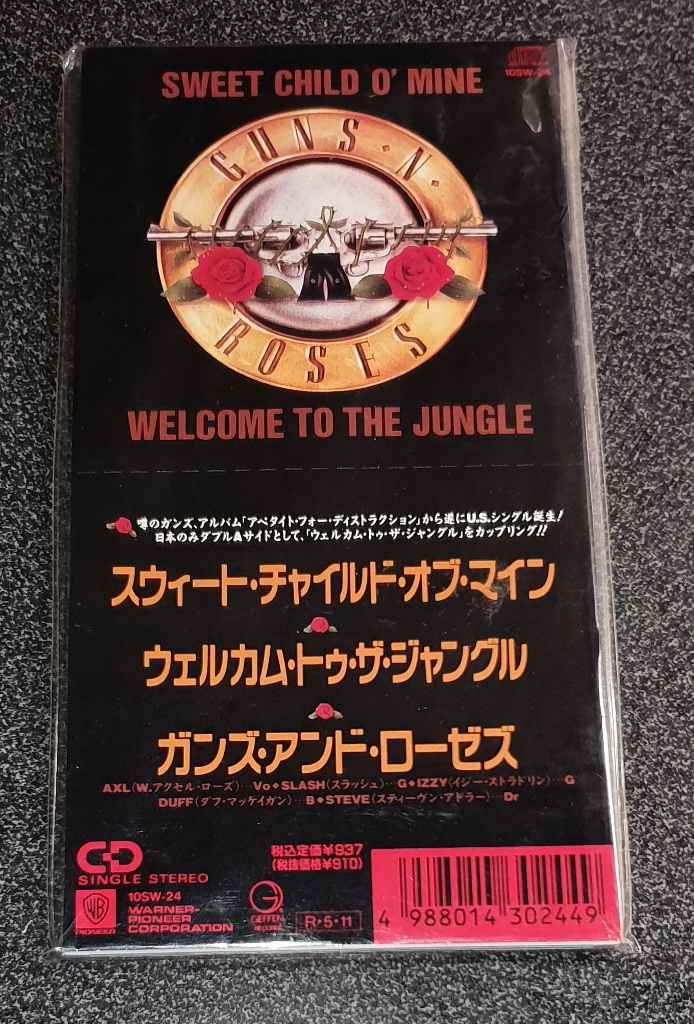 SWEET CHILD O' MINE
10SW-24
GUNS·N·
ROSES
WELCOME TO THE JUNGLE
噂のガンズ、アルバム「アペタイト・フォー・ディストラクション」から遂にU.S.シングル誕生!
日本のみダブルAサイドとして、「ウェルカム・トゥ・ザ・ジャングル」をカップリング!!
スウィート・チャイルド・オブ・マイン
ウェルカム・トゥ・ザ・ジャングル
ガンズ・アンド・ローゼズ
AXL(W.アクセル・ローズ)…Vo◆SLASH(スラッシュ)…G◆IZZY(イジー・ストラドリン)…G
DUFF(ダフ・マッケイガン)…B◆STEVE(スティーヴン・アドラー)…Dr
CD
SINGLE STEREO
税込定価¥937
(税抜価格¥910)
10SW-24
WB
PIONEER
WARNER-
PIONEER
CORPORATION
G
GEFFEN
RECORDS
R・5・11
4 988014 302449